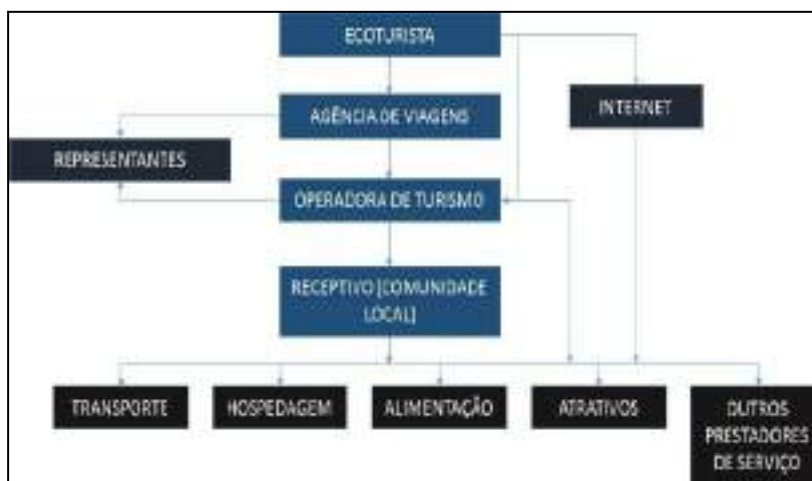 ECOTURISTA
AGÊNCIA DE VIAGENS
INTERNET
REPRESENTANTES
OPERADORA DE TURISMO
RECEPTIVO [COMUNIDADE
LOCAL]
TRANSPORTE
HOSPEDAGEM
ALIMENTAÇÃO
ATRATIVOS
OUTROS
PRESTADORES
DE SERVIÇO